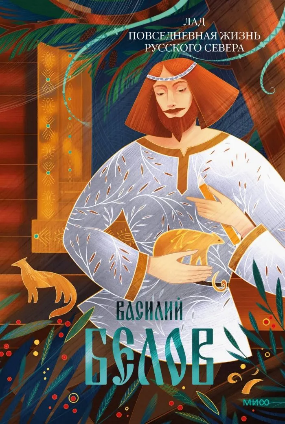 ЛАД
ПОВСЕДНЕВНАЯ ЖИЗНЬ
РУССКОГО СЕВЕРА
ВАСИЛИЙ
БЕЛОВ
МИФ